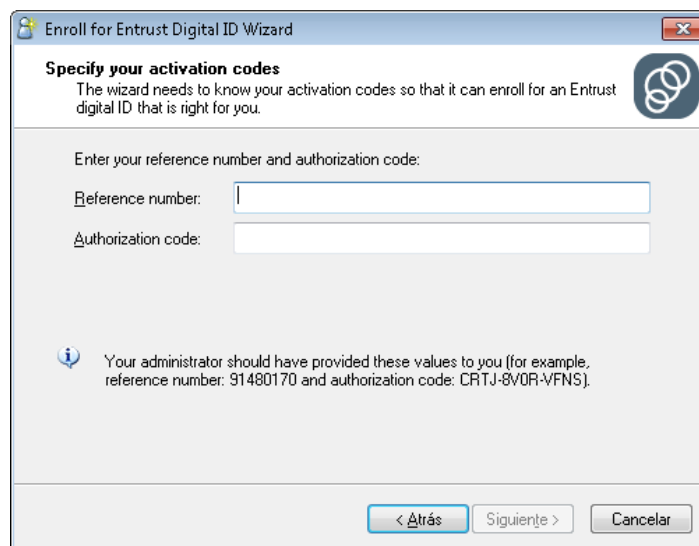 Enroll for Entrust Digital ID Wizard
Specify your activation codes
The wizard needs to know your activation codes so that it can enroll for an Entrust
digital ID that is right for you.
Enter your reference number and authorization code:
Reference number:
Authorization code:
Your administrator should have provided these values to you (for example,
reference number: 91480170 and authorization code: CRTJ-8V0R-VFNS).
< Atrás Siguiente > Cancelar